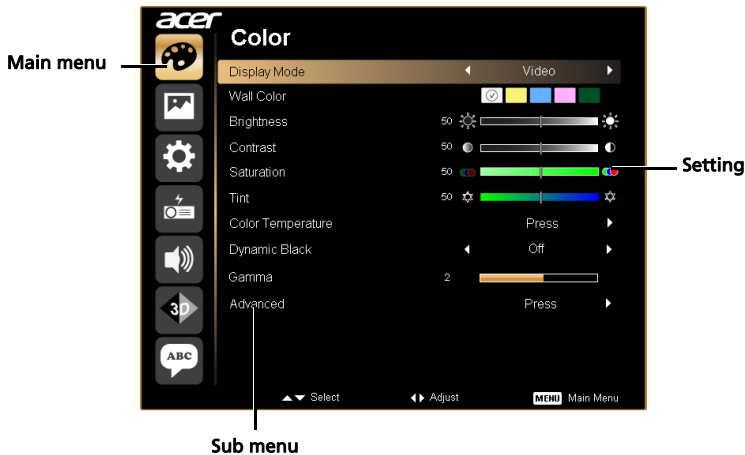 acer
Color
Main menu
Display Mode Video
Wall Color
Brightness 50
Contrast 50
Saturation 50
Setting
Tint 50
Color Temperature Press
Dynamic Black Off
Gamma 2
3D
Advanced Press
ABC
Select Adjust MENU Main Menu
Sub menu